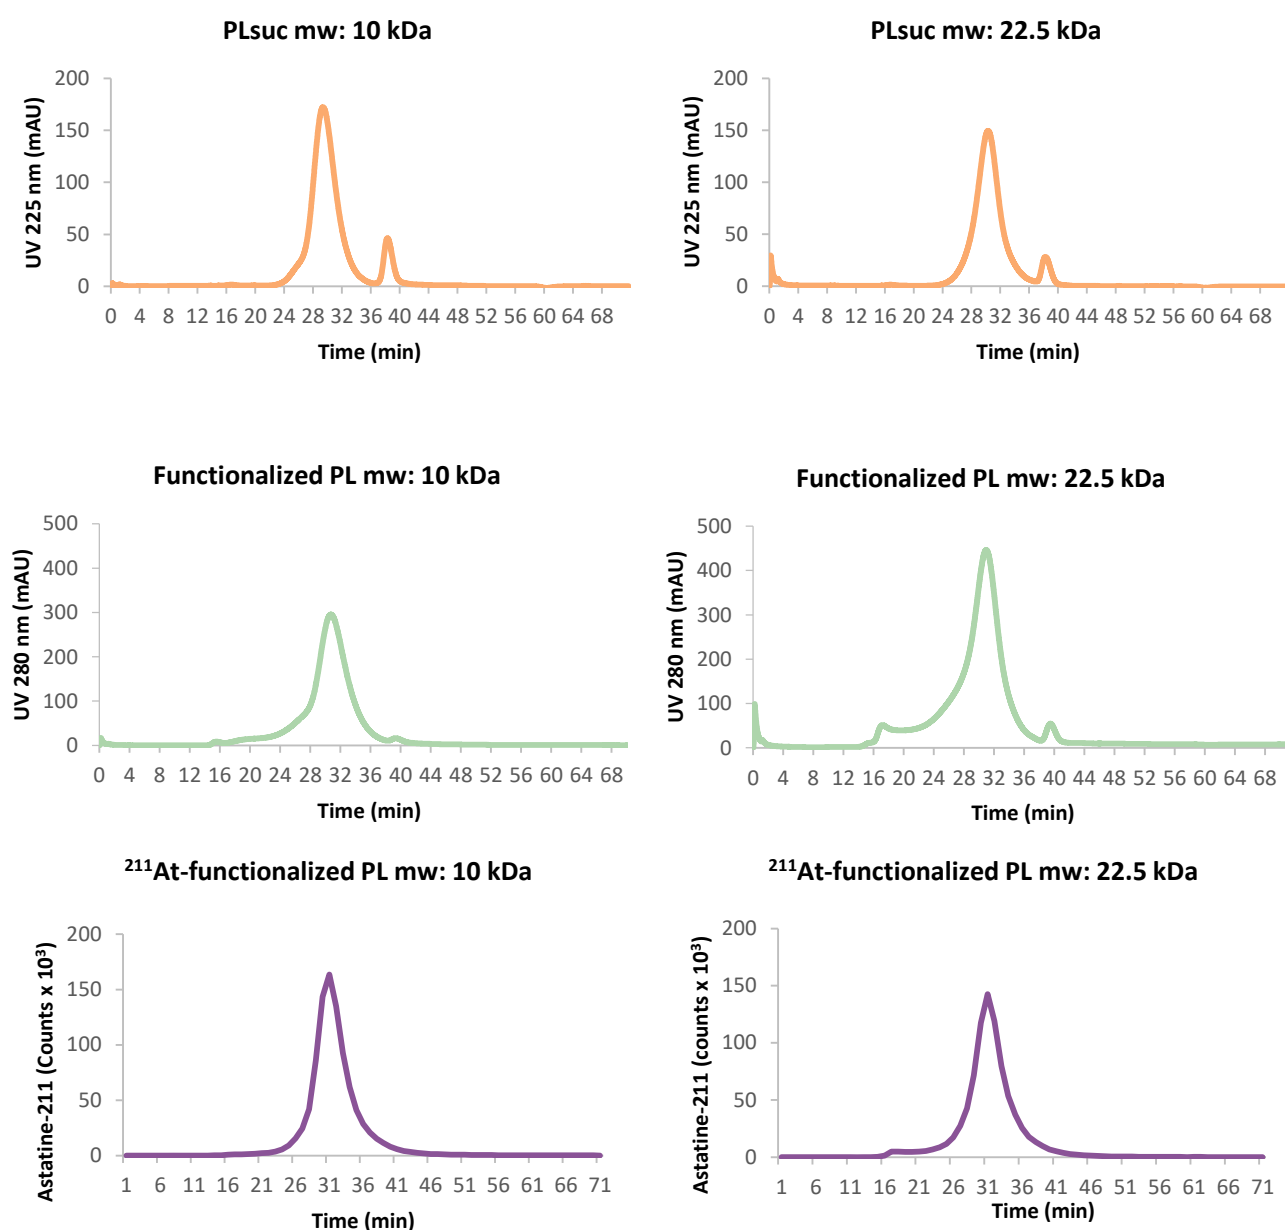 PLsuc mw: 10 kDa
UV 225 nm (mAU)
200
150
100
50
0
0 4 8 12 16 20 24 28 32 36 40 44 48 52 56 60 64 68
Time (min)
PLsuc mw: 22.5 kDa
UV 225 nm (mAU)
200
150
100
50
0
0 4 8 12 16 20 24 28 32 36 40 44 48 52 56 60 64 68
Time (min)
Functionalized PL mw: 10 kDa
UV 280 nm (mAU)
500
400
300
200
100
0
0 4 8 12 16 20 24 28 32 36 40 44 48 52 56 60 64 68
Time (min)
Functionalized PL mw: 22.5 kDa
UV 280 nm (mAU)
500
400
300
200
100
0
0 4 8 12 16 20 24 28 32 36 40 44 48 52 56 60 64 68
Time (min)
²¹¹At-functionalized PL mw: 10 kDa
Astatine-211 (Counts x 10³)
200
150
100
50
0
1 6 11 16 21 26 31 36 41 46 51 56 61 66 71
Time (min)
²¹¹At-functionalized PL mw: 22.5 kDa
Astatine-211 (counts x 10³)
200
150
100
50
0
1 6 11 16 21 26 31 36 41 46 51 56 61 66 71
Time (min)